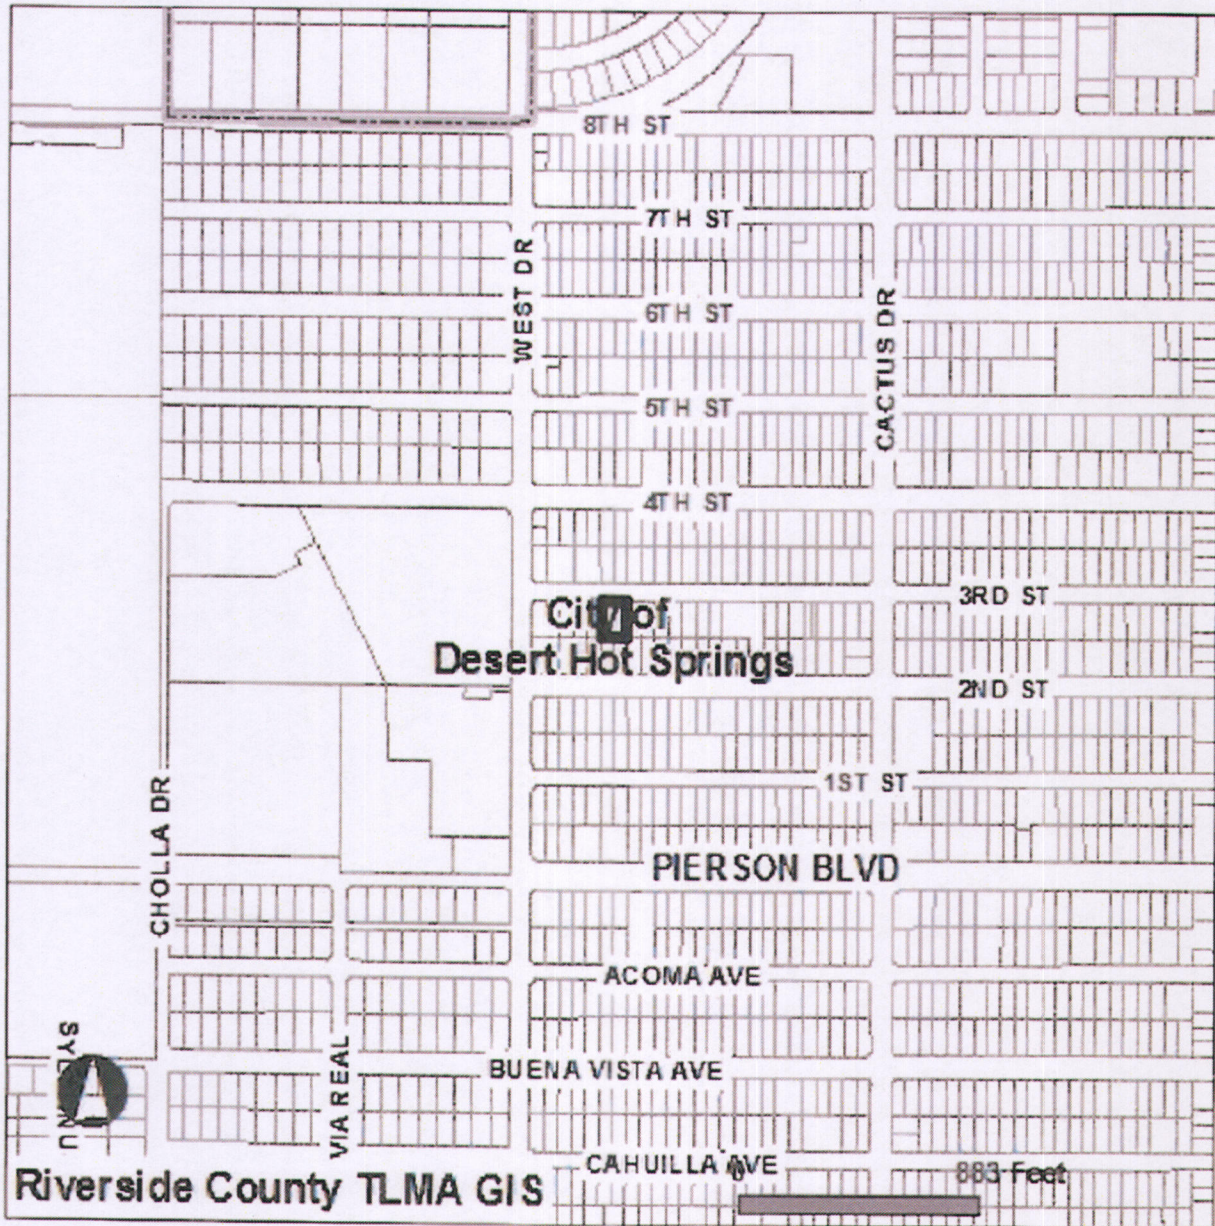 8TH ST
7TH ST
WEST DR
6TH ST
CACTUS DR
5TH ST
4TH ST
3RD ST
City of
Desert Hot Springs
2ND ST
1ST ST
CHOLLA DR
PIERSON BLVD
ACOMA AVE
VIA REAL
BUENA VISTA AVE
CAHUILLA AVE
0
883 Feet
Riverside County TLMA GIS